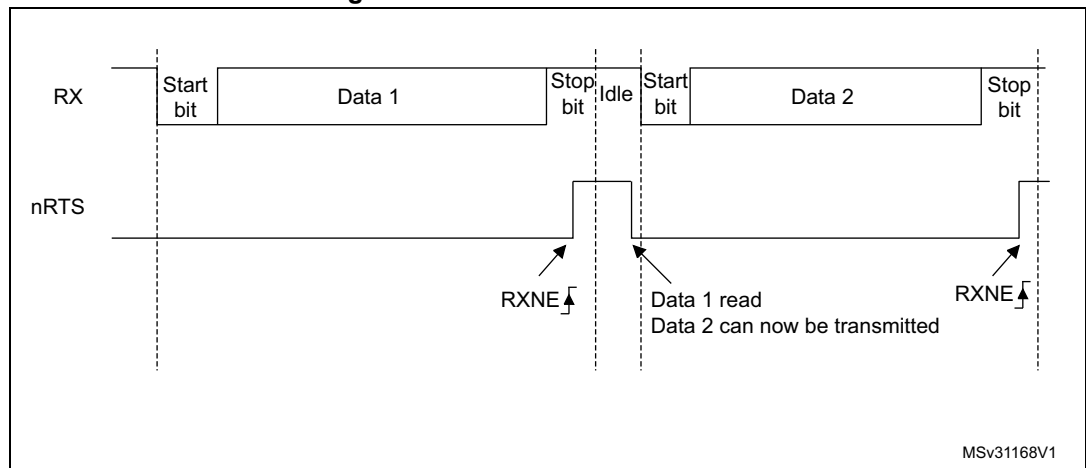 RX
Start
bit
Data 1
Stop
bit
Idle
Start
bit
Data 2
Stop
bit
nRTS
RXNE
Data 1 read
Data 2 can now be transmitted
RXNE
MSv31168V1